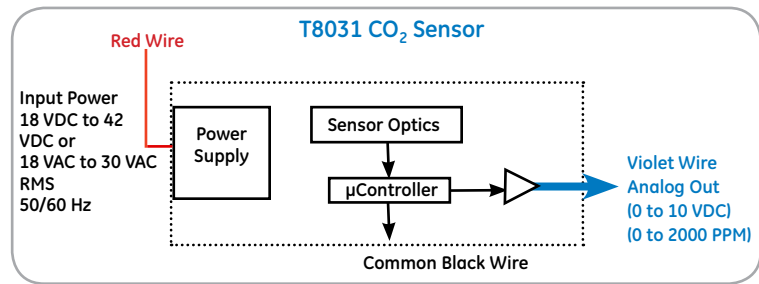 T8031 CO₂ Sensor
Red Wire
Input Power
18 VDC to 42
VDC or
18 VAC to 30 VAC
RMS
50/60 Hz
Power
Supply
Sensor Optics
µController
Violet Wire
Analog Out
(0 to 10 VDC)
(0 to 2000 PPM)
Common Black Wire